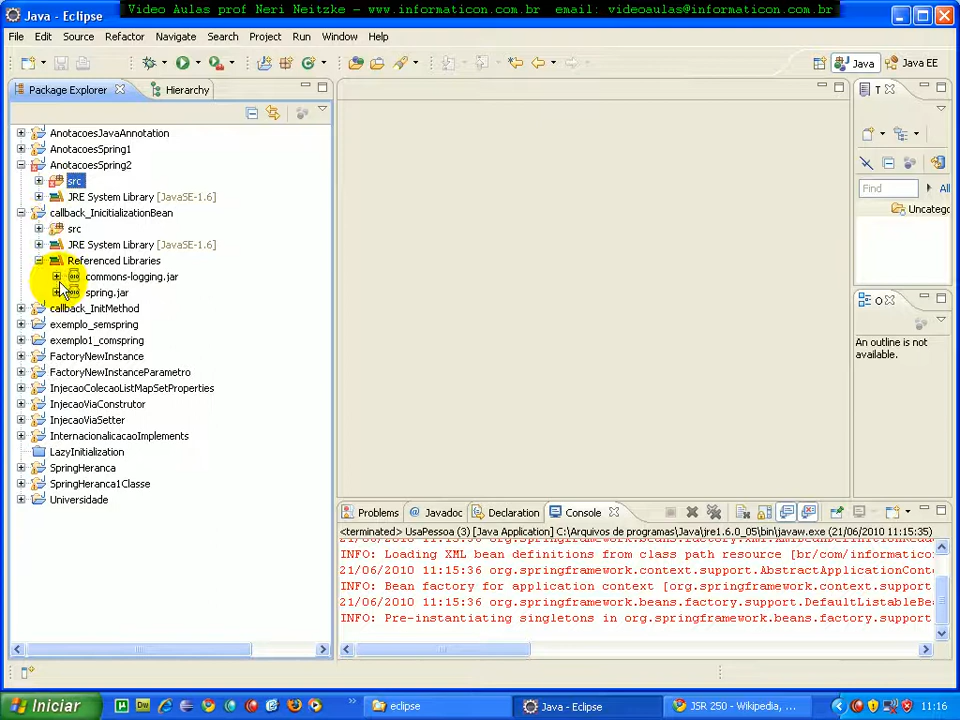 Java - Eclipse
Video Aulas prof Neri Neitzke - www.informaticon.com.br email: videoaulas@informaticon.com.br
File Edit Source Refactor Navigate Search Project Run Window Help
Java
Java EE
Package Explorer
Hierarchy
T
AnotacoesJavaAnnotation
AnotacoesSpring1
AnotacoesSpring2
src
JRE System Library [JavaSE-1.6]
callback_InicitializationBean
src
JRE System Library [JavaSE-1.6]
Referenced Libraries
commons-logging.jar
spring.jar
callback_InitMethod
exemplo_semspring
exemplo1_comspring
FactoryNewInstance
FactoryNewInstanceParametro
InjecaoColecaoListMapSetProperties
InjecaoViaConstrutor
InjecaoViaSetter
InternacionalicacaoImplements
LazyInitialization
SpringHeranca
SpringHeranca1Classe
Universidade
Find
All
Uncatego
O
An outline is not
available.
Problems
Javadoc
Declaration
Console
<terminated> UsaPessoa (3) [Java Application] C:\Arquivos de programas\Java\jre1.6.0_05\bin\javaw.exe (21/06/2010 11:15:35)
INFO: Loading XML bean definitions from class path resource [br/com/informatico
21/06/2010 11:15:36 org.springframework.context.support.AbstractApplicationConte
INFO: Bean factory for application context [org.springframework.context.support
21/06/2010 11:15:36 org.springframework.beans.factory.support.DefaultListableBea
INFO: Pre-instantiating singletons in org.springframework.beans.factory.support
Iniciar
eclipse
Java - Eclipse
JSR 250 - Wikipedia, ...
11:16